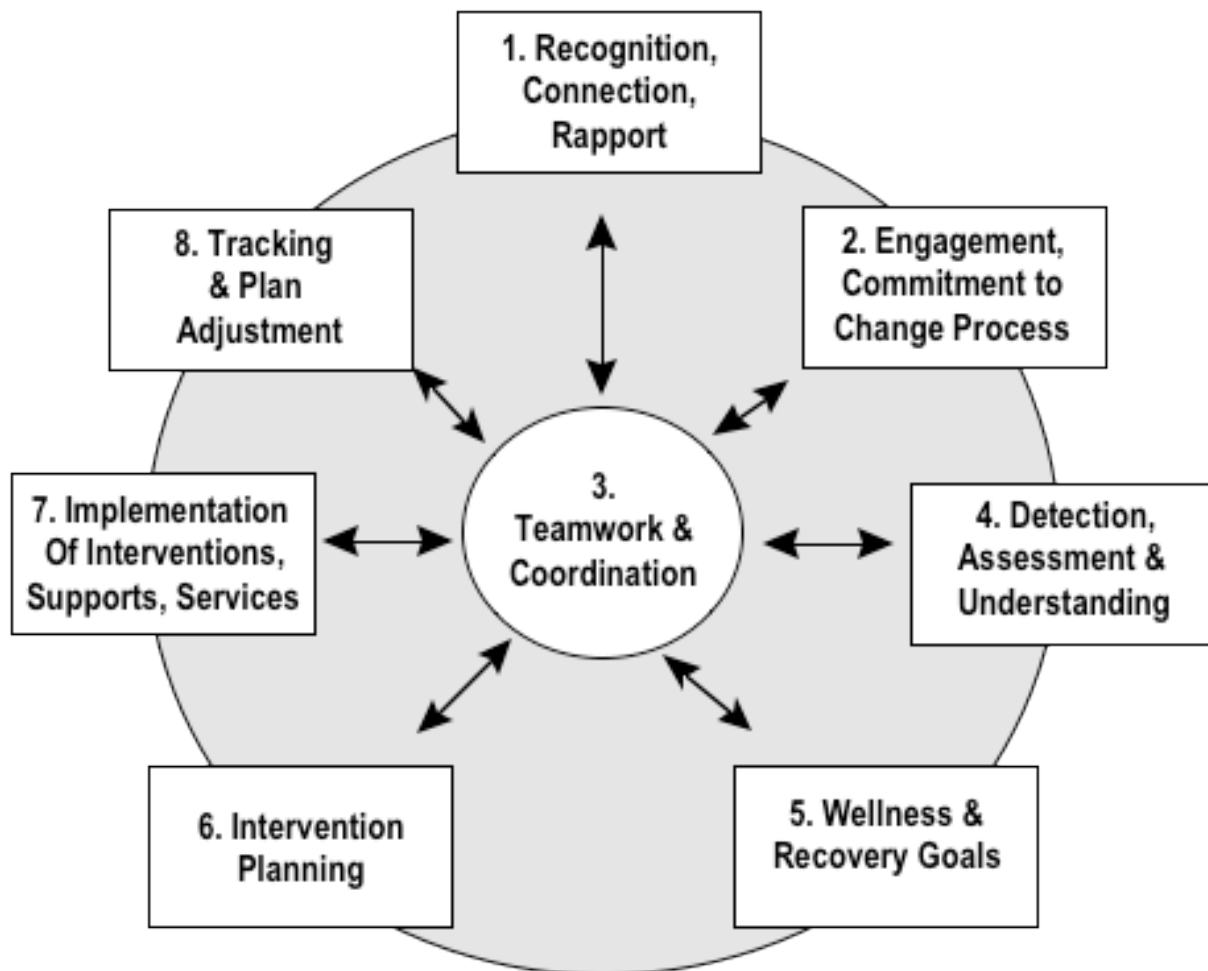 1. Recognition,
Connection,
Rapport
2. Engagement,
Commitment to
Change Process
3.
Teamwork &
Coordination
4. Detection,
Assessment &
Understanding
5. Wellness &
Recovery Goals
6. Intervention
Planning
7. Implementation
Of Interventions,
Supports, Services
8. Tracking
& Plan
Adjustment